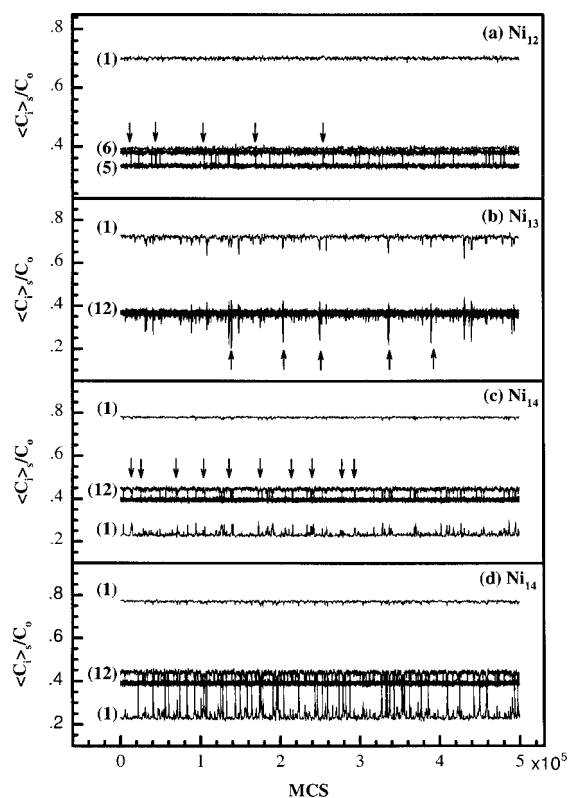 (a) Ni12
.8
(1)
.6
<Ci>s/Co
.4
(6)
(5)
(b) Ni13
.8
(1)
.6
<Ci>s/Co
.4
(12)
.2
(c) Ni14
.8
(1)
.6
<Ci>s/Co
(12)
.4
(1)
.2
(d) Ni14
.8
(1)
.6
<Ci>s/Co
(12)
.4
(1)
.2
0 1 2 3 4 5 ×10⁵
MCS